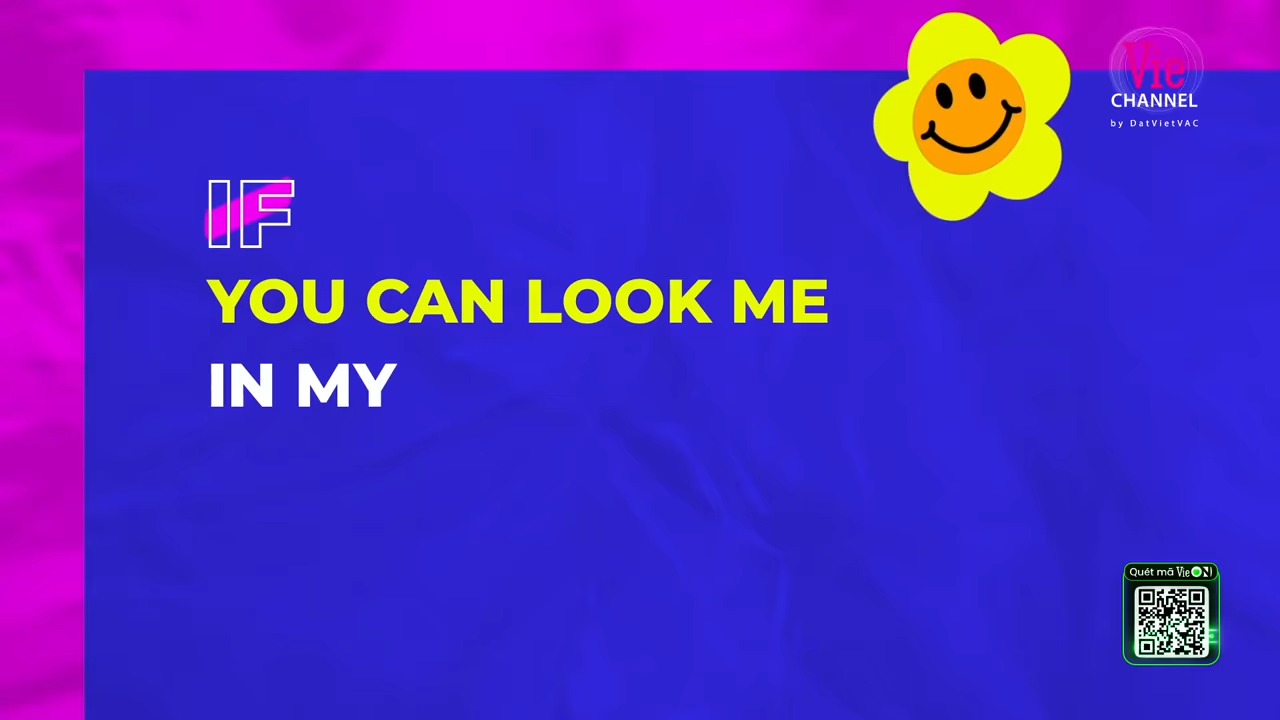 IF
YOU CAN LOOK ME
IN MY
Vie
CHANNEL
by DatVietVAC
Quét mã VieON